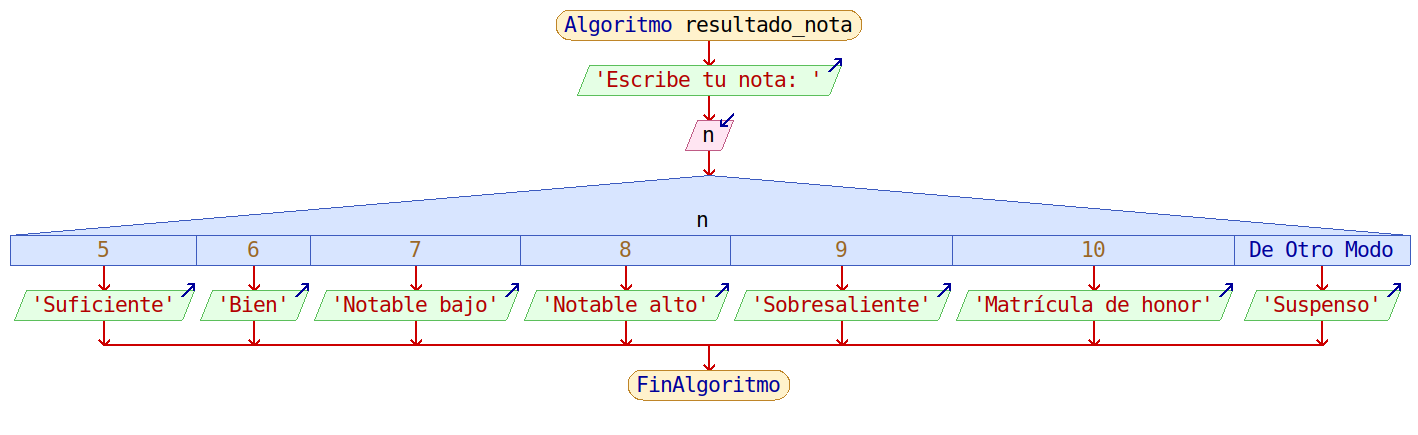 Algoritmo resultado_nota
'Escribe tu nota: '
n
n
5 6 7 8 9 10 De Otro Modo
'Suficiente' 'Bien' 'Notable bajo' 'Notable alto' 'Sobresaliente' 'Matrícula de honor' 'Suspenso'
FinAlgoritmo